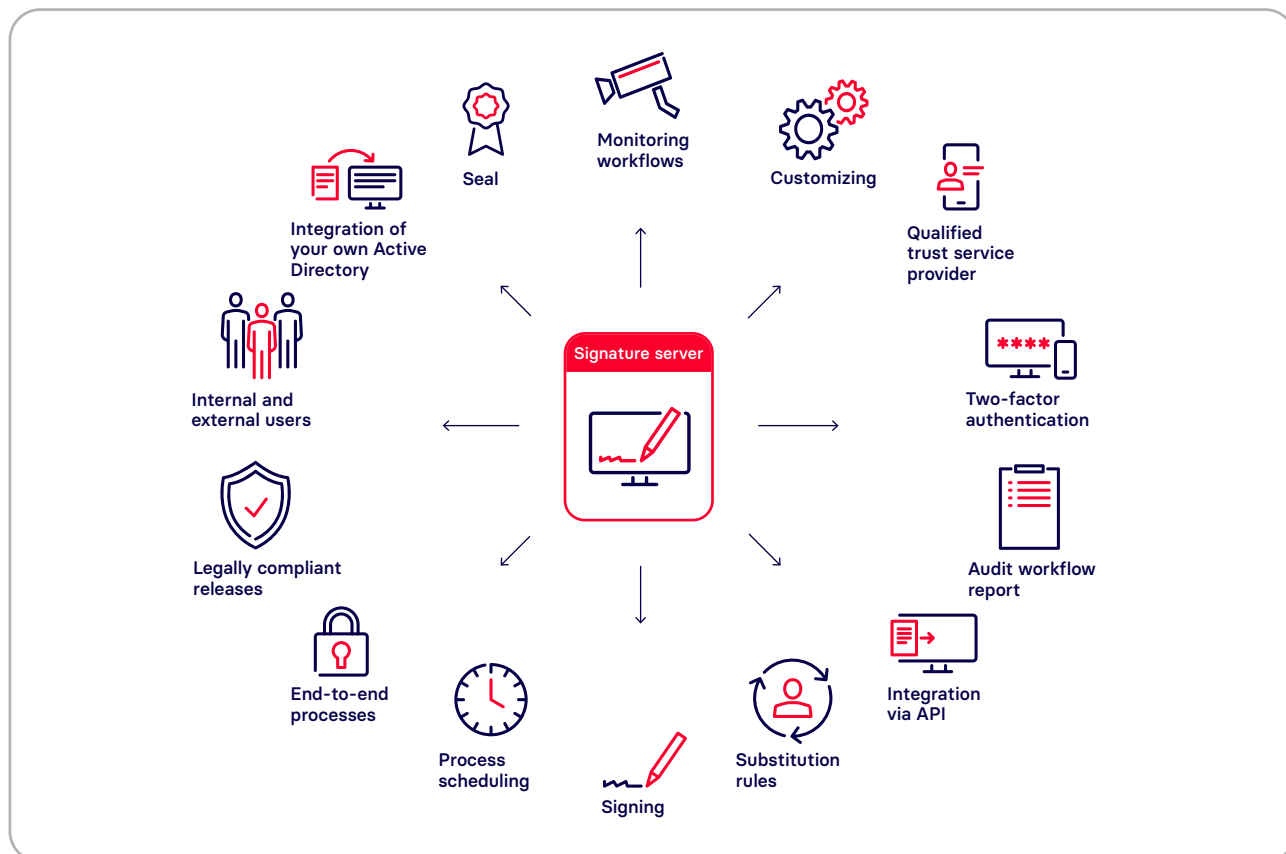 Monitoring
workflows
Seal
Customizing
Integration of
your own Active
Directory
Qualified
trust service
provider
Signature server
****
Internal and
external users
Two-factor
authentication
Legally compliant
releases
Audit workflow
report
End-to-end
processes
Integration
via API
Process
scheduling
Substitution
rules
Signing